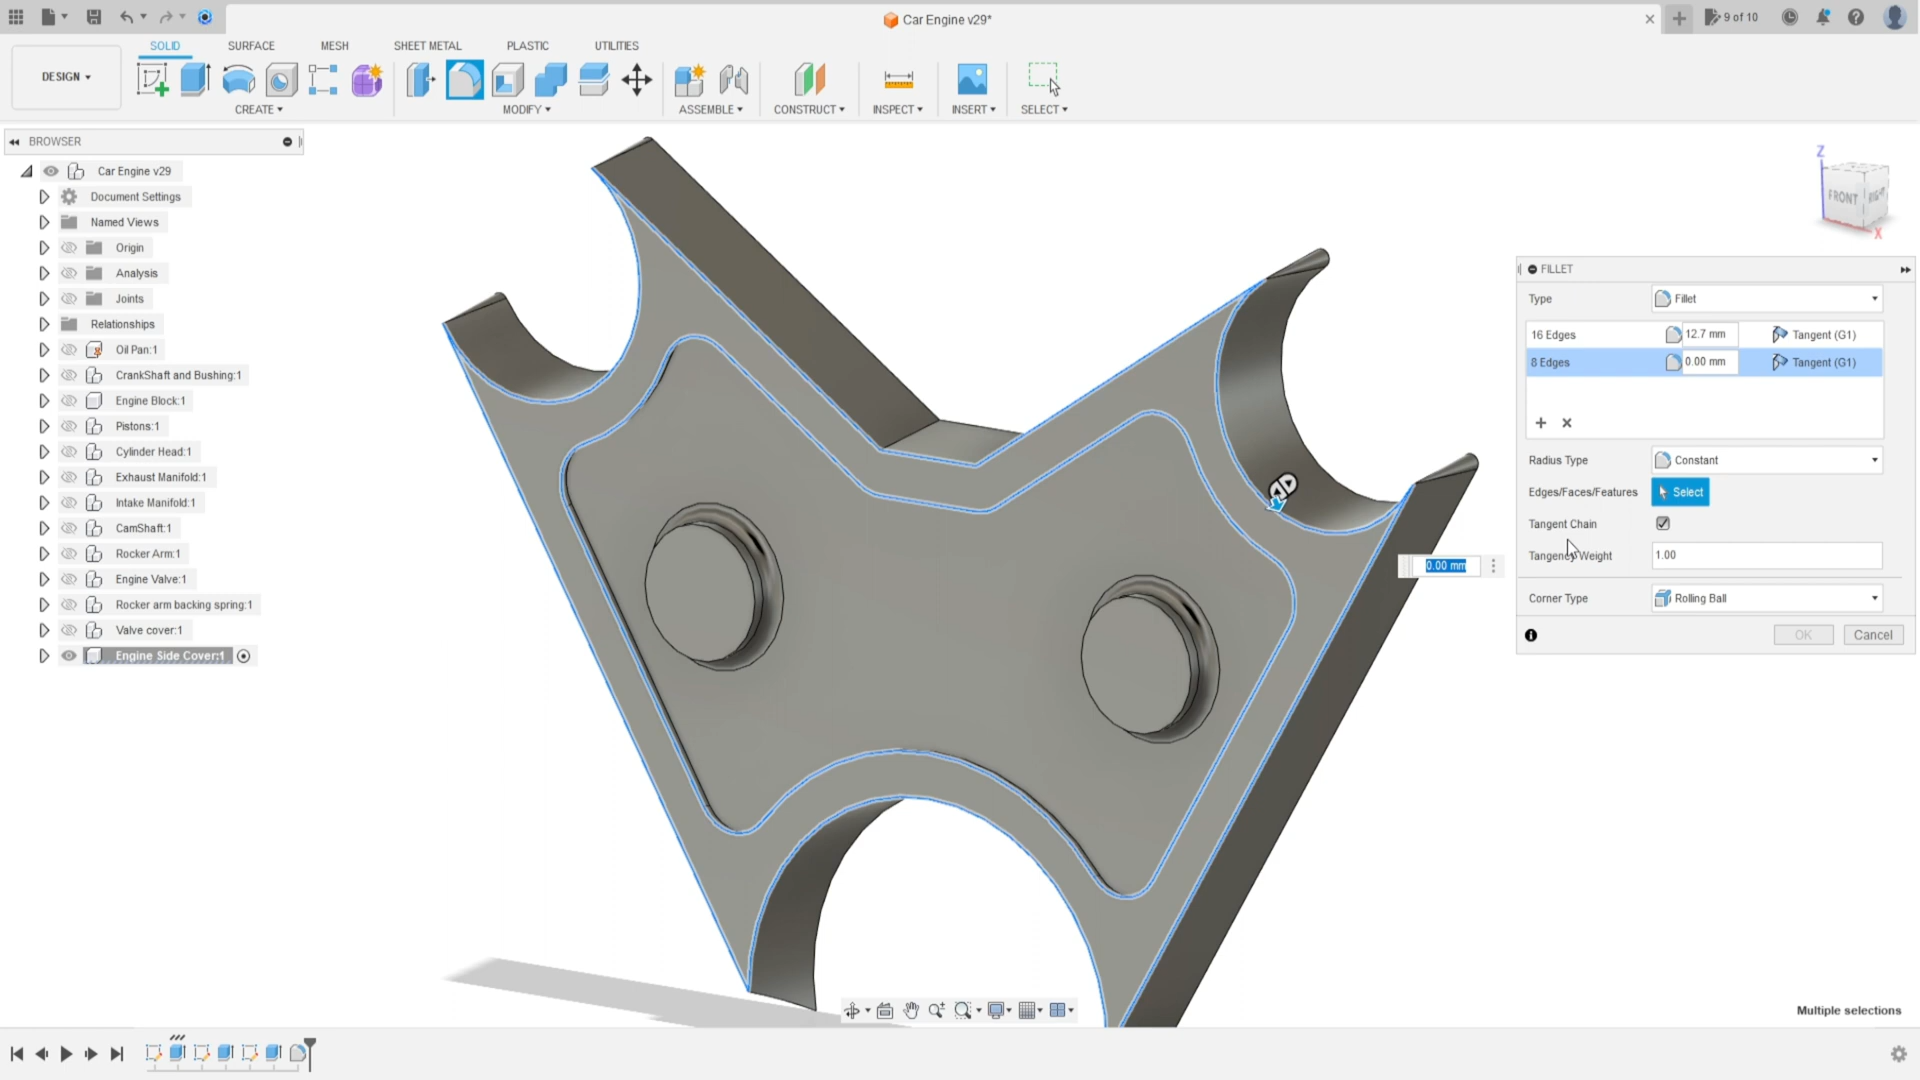 Car Engine v29*
9 of 10
DESIGN
SOLID
SURFACE
MESH
SHEET METAL
PLASTIC
UTILITIES
CREATE
MODIFY
ASSEMBLE
CONSTRUCT
INSPECT
INSERT
SELECT
BROWSER
Car Engine v29
Document Settings
Named Views
Origin
Analysis
Joints
Relationships
Oil Pan:1
CrankShaft and Bushing:1
Engine Block:1
Pistons:1
Cylinder Head:1
Exhaust Manifold:1
Intake Manifold:1
CamShaft:1
Rocker Arm:1
Engine Valve:1
Rocker arm backing spring:1
Valve cover:1
Engine Side Cover:1
Z
FRONT
RIGHT
X
FILLET
Type Fillet
16 Edges 12.7 mm Tangent (G1)
8 Edges 0.00 mm Tangent (G1)
Radius Type Constant
Edges/Faces/Features Select
Tangent Chain
Tangency Weight 1.00
Corner Type Rolling Ball
OK Cancel
0.00 mm
Multiple selections